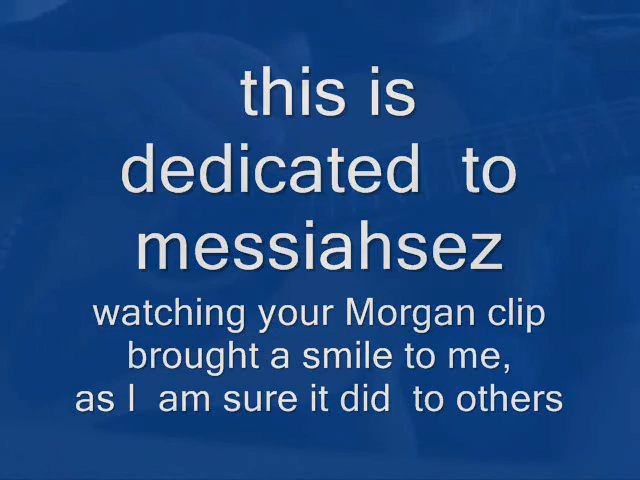 this is
dedicated to
messiahsez
watching your Morgan clip
brought a smile to me,
as I am sure it did to others